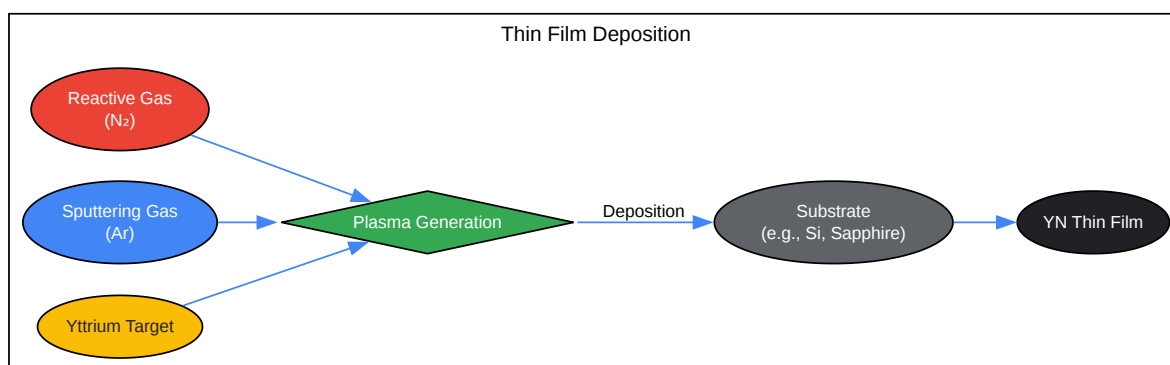 Thin Film Deposition
Reactive Gas
(N₂)
Sputtering Gas
(Ar)
Yttrium Target
Plasma Generation
Deposition
Substrate
(e.g., Si, Sapphire)
YN Thin Film